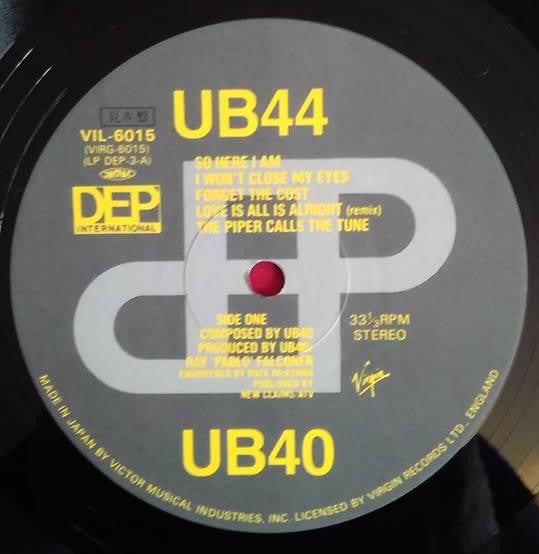 見本盤
UB44
VIL-6015
(VIRG-6015)
(LP DEP-3-A)
DEP
INTERNATIONAL
SO HERE I AM
I WON'T CLOSE MY EYES
FORGET THE COST
LOVE IS ALL IS ALRIGHT (remix)
THE PIPER CALLS THE TUNE
SIDE ONE
COMPOSED BY UB40
PRODUCED BY UB40/
RAY 'PABLO' FALCONER
ENGINEERED BY RAFE McKENNA
PUBLISHED BY
NEW CLAIMS/ATV
33⅓RPM
STEREO
Virgin
UB40
MADE IN JAPAN BY VICTOR MUSICAL INDUSTRIES, INC. LICENSED BY VIRGIN RECORDS LTD., ENGLAND